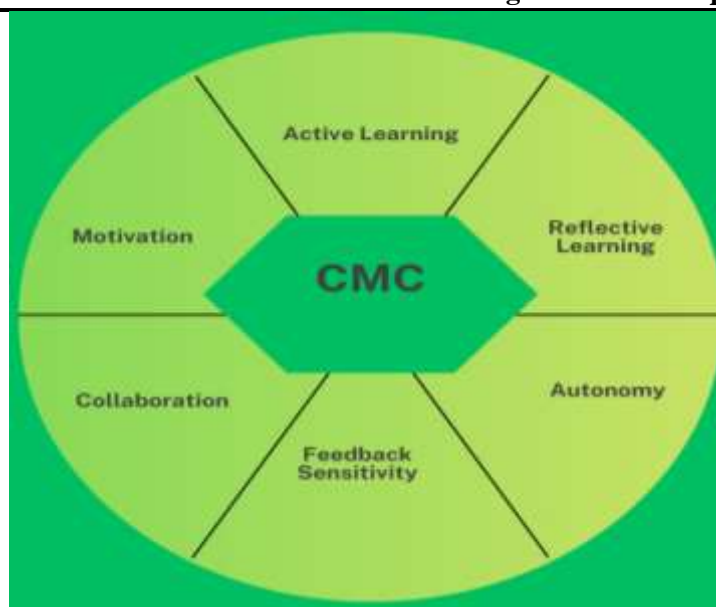 Active Learning
Motivation
Reflective
Learning
CMC
Collaboration
Autonomy
Feedback
Sensitivity